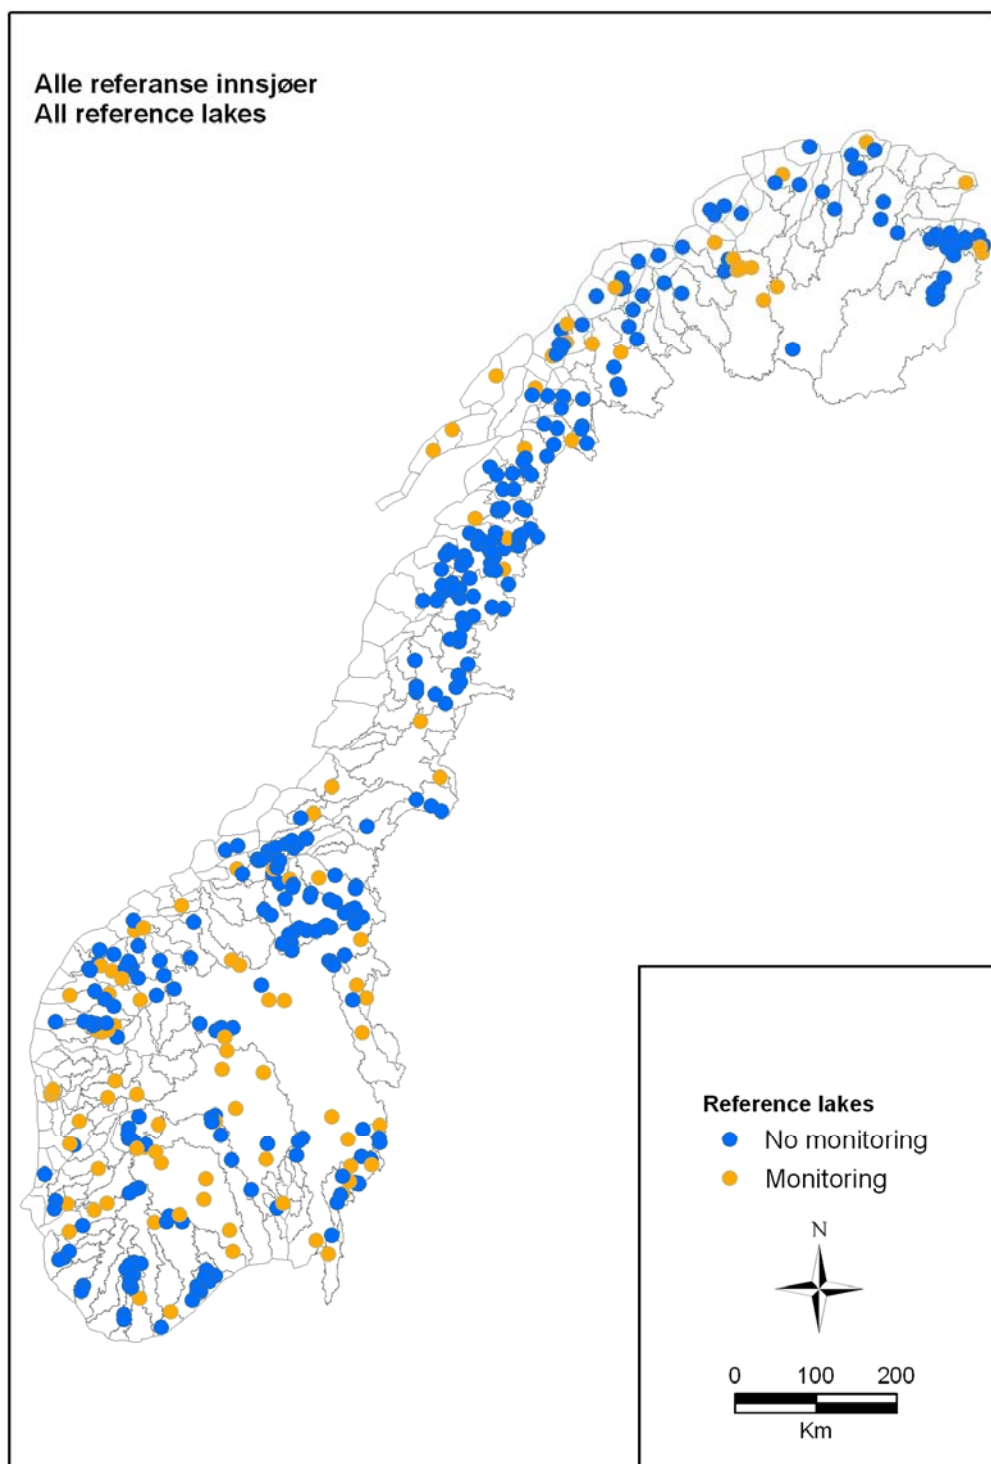 Alle referanse innsjøer
All reference lakes
Reference lakes
No monitoring
Monitoring
N
0 100 200
Km